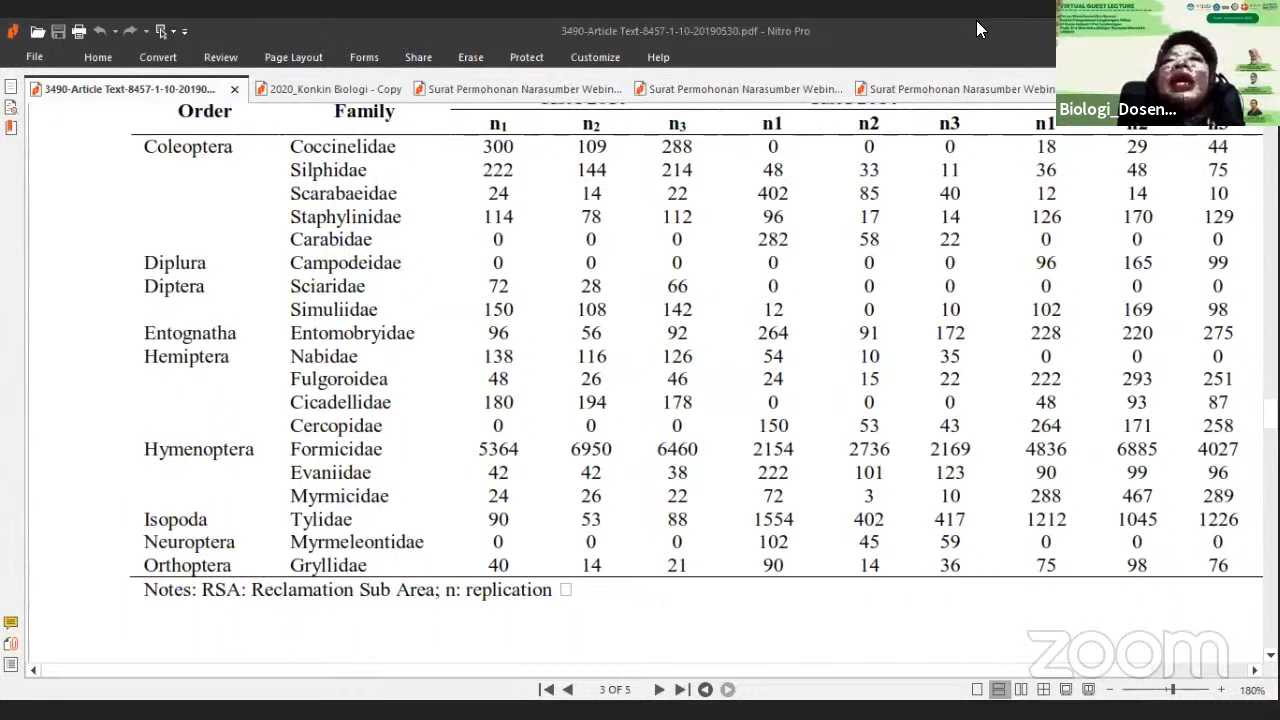 3490-Article Text-8457-1-10-20190530.pdf - Nitro Pro
File Home Convert Review Page Layout Forms Share Erase Protect Customize Help
3490-Article Text-8457-1-10-20190... 2020_Konkin Biologi - Copy Surat Permohonan Narasumber Webin... Surat Permohonan Narasumber Webin... Surat Permohonan Narasumber Webin
VIRTUAL GUEST LECTURE
Biologi_Dosen...
Order Family
n1 n2 n3 n1 n2 n3 n1
Coleoptera Coccinelidae 300 109 288 0 0 0 18 29 44
Silphidae 222 144 214 48 33 11 36 48 75
Scarabaeidae 24 14 22 402 85 40 12 14 10
Staphylinidae 114 78 112 96 17 14 126 170 129
Carabidae 0 0 0 282 58 22 0 0 0
Diplura Campodeidae 0 0 0 0 0 0 96 165 99
Diptera Sciaridae 72 28 66 0 0 0 0 0 0
Simuliidae 150 108 142 12 0 10 102 169 98
Entognatha Entomobryidae 96 56 92 264 91 172 228 220 275
Hemiptera Nabidae 138 116 126 54 10 35 0 0 0
Fulgoroidea 48 26 46 24 15 22 222 293 251
Cicadellidae 180 194 178 0 0 0 48 93 87
Cercopidae 0 0 0 150 53 43 264 171 258
Hymenoptera Formicidae 5364 6950 6460 2154 2736 2169 4836 6885 4027
Evaniidae 42 42 38 222 101 123 90 99 96
Myrmicidae 24 26 22 72 3 10 288 467 289
Isopoda Tylidae 90 53 88 1554 402 417 1212 1045 1226
Neuroptera Myrmeleontidae 0 0 0 102 45 59 0 0 0
Orthoptera Gryllidae 40 14 21 90 14 36 75 98 76
Notes: RSA: Reclamation Sub Area; n: replication
zoom
3 OF 5
180%